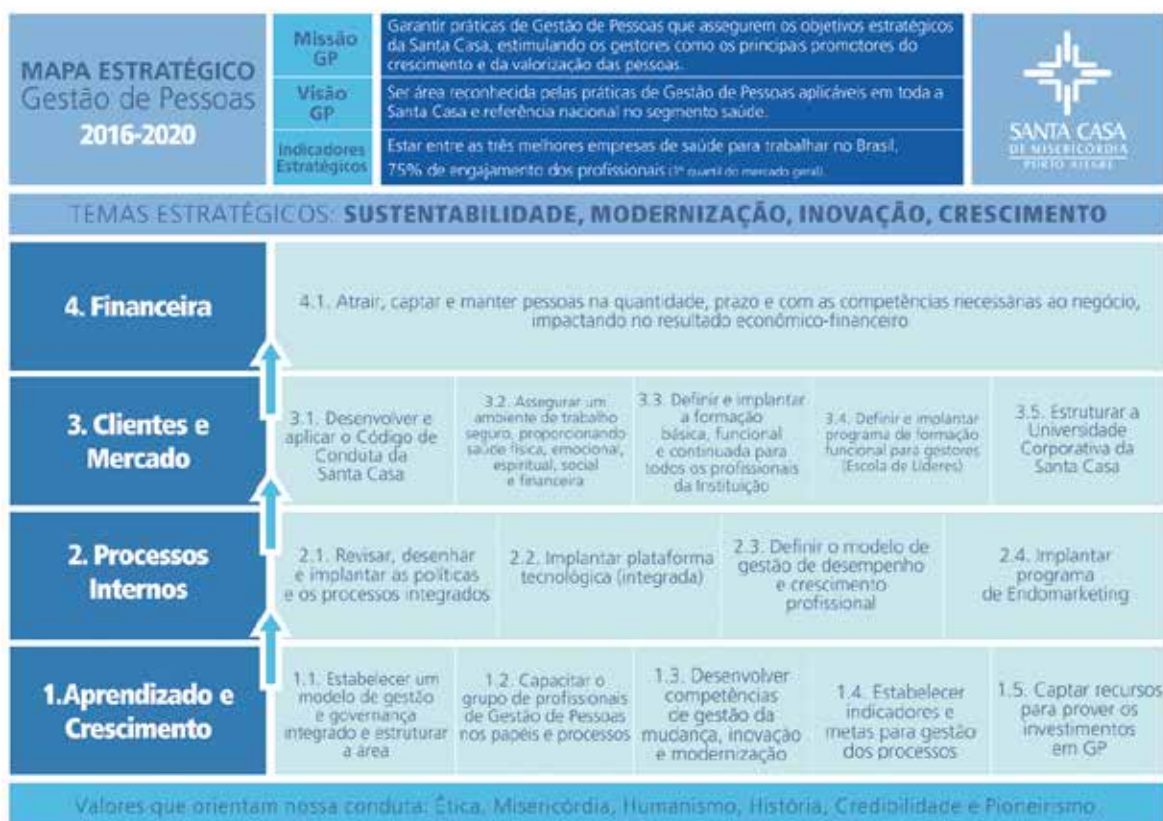 MAPA ESTRATÉGICO
Gestão de Pessoas
2016-2020
Missão
GP
Garantir práticas de Gestão de Pessoas que assegurem os objetivos estratégicos
da Santa Casa, estimulando os gestores como os principais promotores do
crescimento e da valorização das pessoas.
Visão
GP
Ser área reconhecida pelas práticas de Gestão de Pessoas aplicáveis em toda a
Santa Casa e referência nacional no segmento saúde.
Indicadores
Estratégicos
Estar entre as três melhores empresas de saúde para trabalhar no Brasil,
75% de engajamento dos profissionais (3º quartil do mercado geral).
SANTA CASA
DE MISERICÓRDIA
PORTO ALEGRE
TEMAS ESTRATÉGICOS: SUSTENTABILIDADE, MODERNIZAÇÃO, INOVAÇÃO, CRESCIMENTO
4. Financeira
4.1. Atrair, captar e manter pessoas na quantidade, prazo e com as competências necessárias ao negócio,
impactando no resultado econômico-financeiro
3. Clientes e
Mercado
3.1. Desenvolver e
aplicar o Código de
Conduta da
Santa Casa
3.2. Assegurar um
ambiente de trabalho
seguro, proporcionando
saúde física, emocional,
espiritual, social
e financeira
3.3. Definir e implantar
a formação
básica, funcional
e continuada para
todos os profissionais
da Instituição
3.4. Definir e implantar
programa de formação
funcional para gestores
(Escola de Líderes)
3.5. Estruturar a
Universidade
Corporativa da
Santa Casa
2. Processos
Internos
2.1. Revisar, desenhar
e implantar as políticas
e os processos integrados
2.2. Implantar plataforma
tecnológica (integrada)
2.3. Definir o modelo de
gestão de desempenho
e crescimento
profissional
2.4. Implantar
programa
de Endomarketing
1.Aprendizado e
Crescimento
1.1. Estabelecer um
modelo de gestão
e governança
integrado e estruturar
a área
1.2. Capacitar o
grupo de profissionais
de Gestão de Pessoas
nos papéis e processos
1.3. Desenvolver
competências
de gestão da
mudança, inovação
e modernização
1.4. Estabelecer
indicadores e
metas para gestão
dos processos
1.5. Captar recursos
para prover os
investimentos
em GP
Valores que orientam nossa conduta: Ética, Misericórdia, Humanismo, História, Credibilidade e Pioneirismo